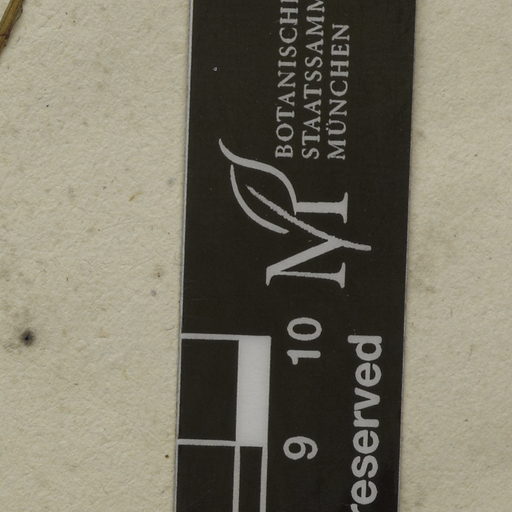 BOTANISCHE
STAATSSAMM
MÜNCHEN
M
9 10
reserved